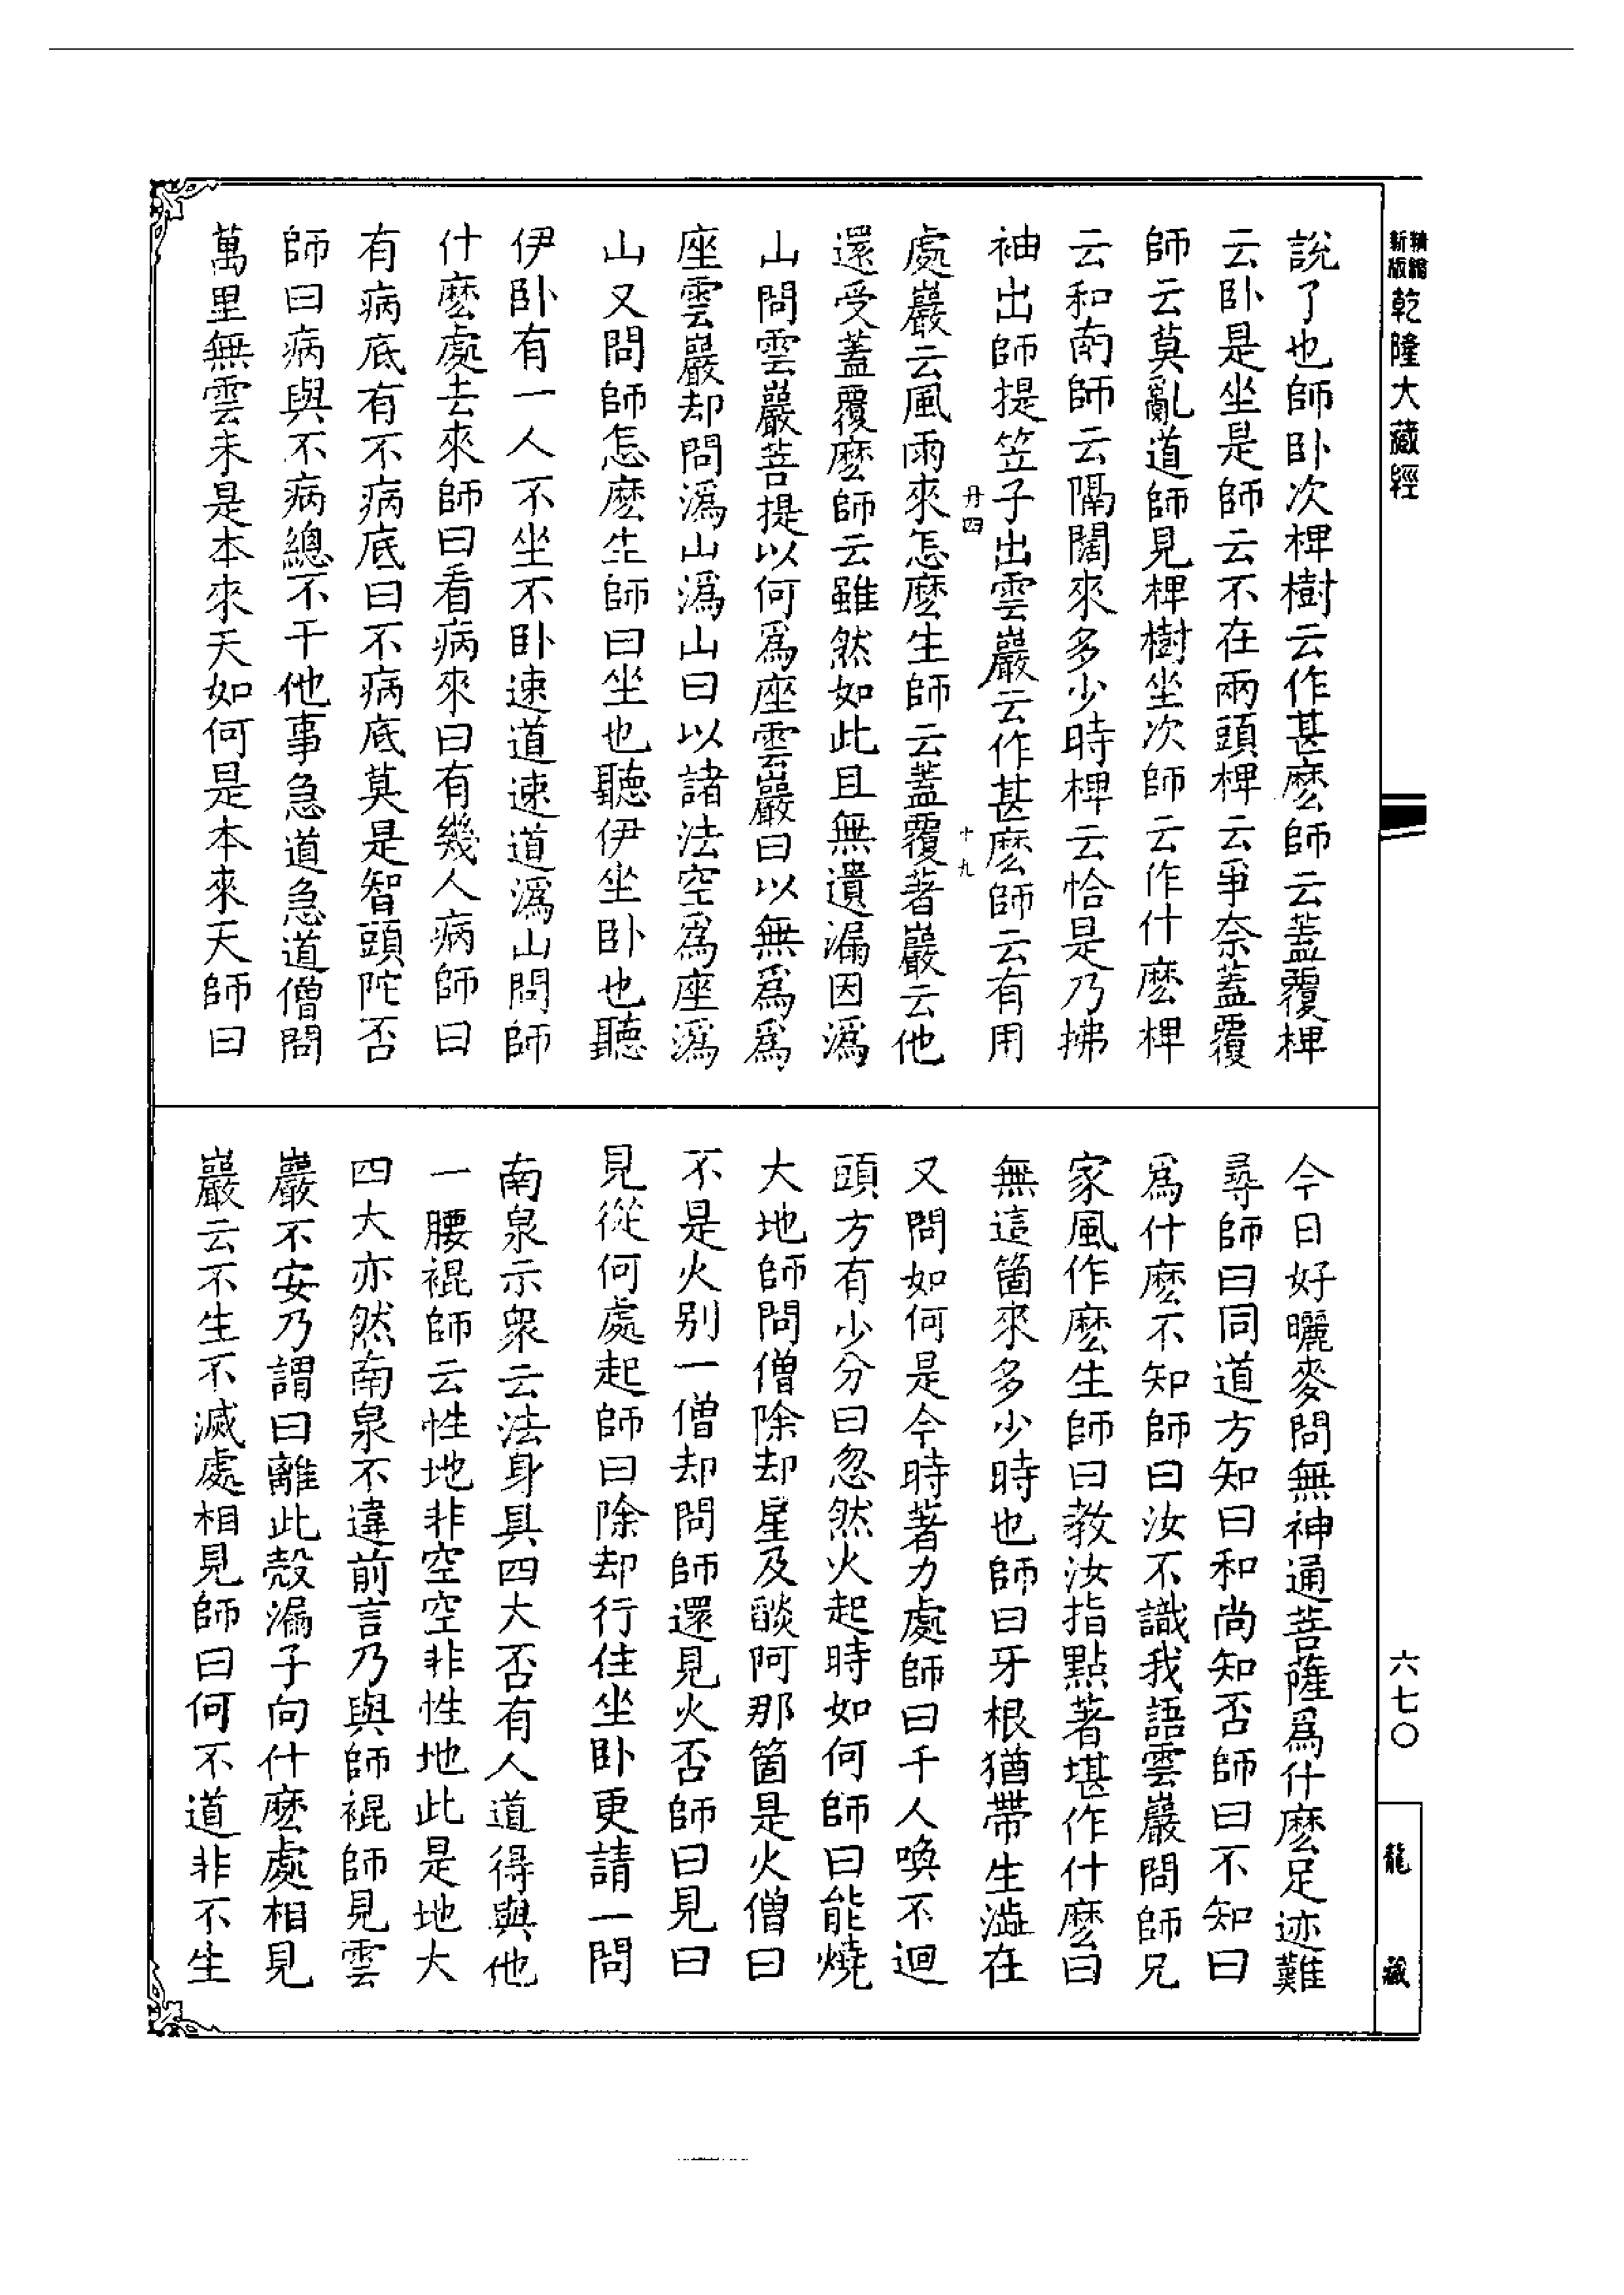 精縮新版乾隆大藏經
六七〇
龍藏
說了也師卧次椑樹云作甚麽師云蓋覆椑
云卧是坐是師云不在兩頭椑云爭奈蓋覆
師云莫亂道師見椑樹坐次師云作什麽椑
云和南師云隔闊來多少時椑云恰是乃拂
袖出師提笠子出雲巖云作甚麽師云有用
丹四
十九
處巖云風雨來怎麽生師云蓋覆著巖云他
還受蓋覆麽師云雖然如此且無遺漏因溈
山問雲巖菩提以何爲座雲巖曰以無爲爲
座雲巖却問溈山溈山曰以諸法空爲座溈
山又問師怎麽生師曰坐也聽伊坐卧也聽
伊卧有一人不坐不卧速道速道溈山問師
什麽處去來師曰看病來曰有幾人病師曰
有病底有不病底曰不病底莫是智頭陀否
師曰病與不病總不干他事急道急道僧問
萬里無雲未是本來天如何是本來天師曰
今日好曬麥問無神通菩薩爲什麽足迹難
尋師曰同道方知曰和尚知否師曰不知曰
爲什麽不知師曰汝不識我語雲巖問師兄
家風作麽生師曰教汝指點著堪作什麽曰
無這箇來多少時也師曰牙根猶帶生澁在
又問如何是今時著力處師曰千人喚不迴
頭方有少分曰忽然火起時如何師曰能燒
大地師問僧除却星及燄阿那箇是火僧曰
不是火别一僧却問師還見火否師曰見曰
見從何處起師曰除却行住坐卧更請一問
南泉示衆云法身具四大否有人道得與他
一腰裩師云性地非空空非性地此是地大
四大亦然南泉不違前言乃與師裩師見雲
巖不安乃謂曰離此殼漏子向什麽處相見
巖云不生不滅處相見師曰何不道非不生